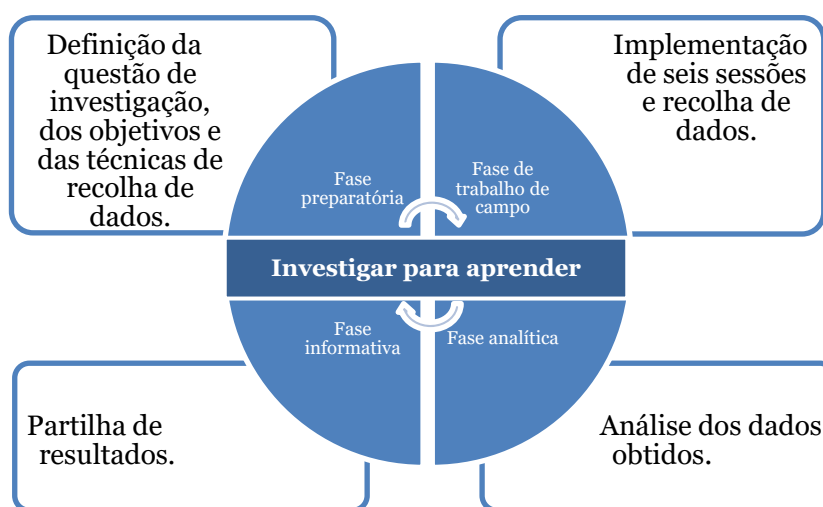 Definição da
questão de
investigação,
dos objetivos e
das técnicas de
recolha de
dados.
Implementação
de seis sessões
e recolha de
dados.
Fase
preparatória
Fase de
trabalho de
campo
Investigar para aprender
Fase
informativa
Fase analítica
Partilha de
resultados.
Análise dos dados
obtidos.